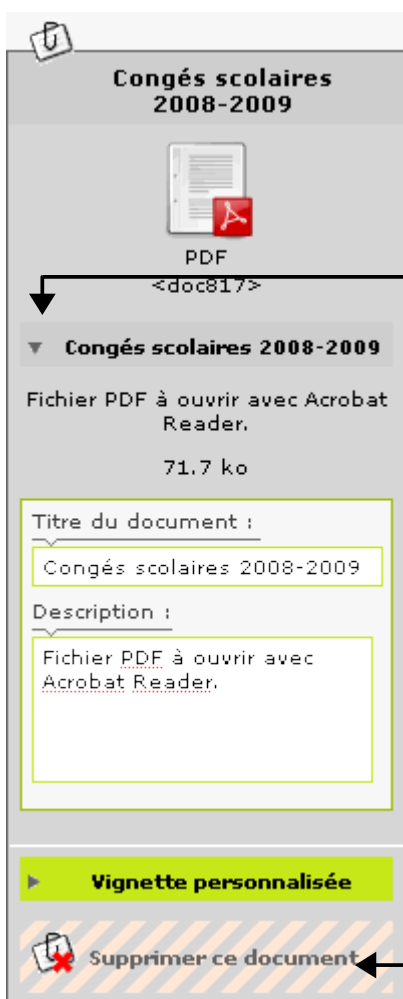 Congés scolaires
2008-2009
PDF
<doc817>
Congés scolaires 2008-2009
Fichier PDF à ouvrir avec Acrobat
Reader.
71.7 ko
Titre du document :
Congés scolaires 2008-2009
Description :
Fichier PDF à ouvrir avec
Acrobat Reader.
Vignette personnalisée
Supprimer ce document